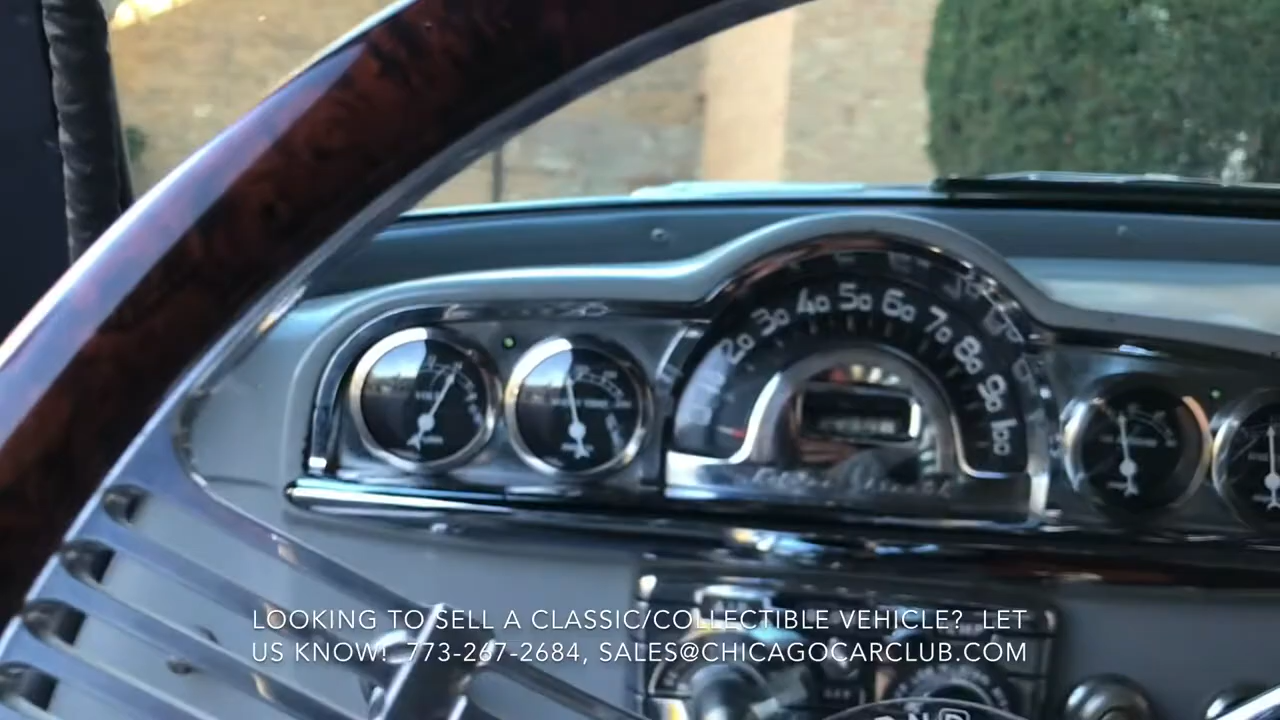 20 30 40 50 60 70 80 90 100
LOOKING TO SELL A CLASSIC/COLLECTIBLE VEHICLE? LET
US KNOW! 773-267-2684, SALES@CHICAGOCARCLUB.COM